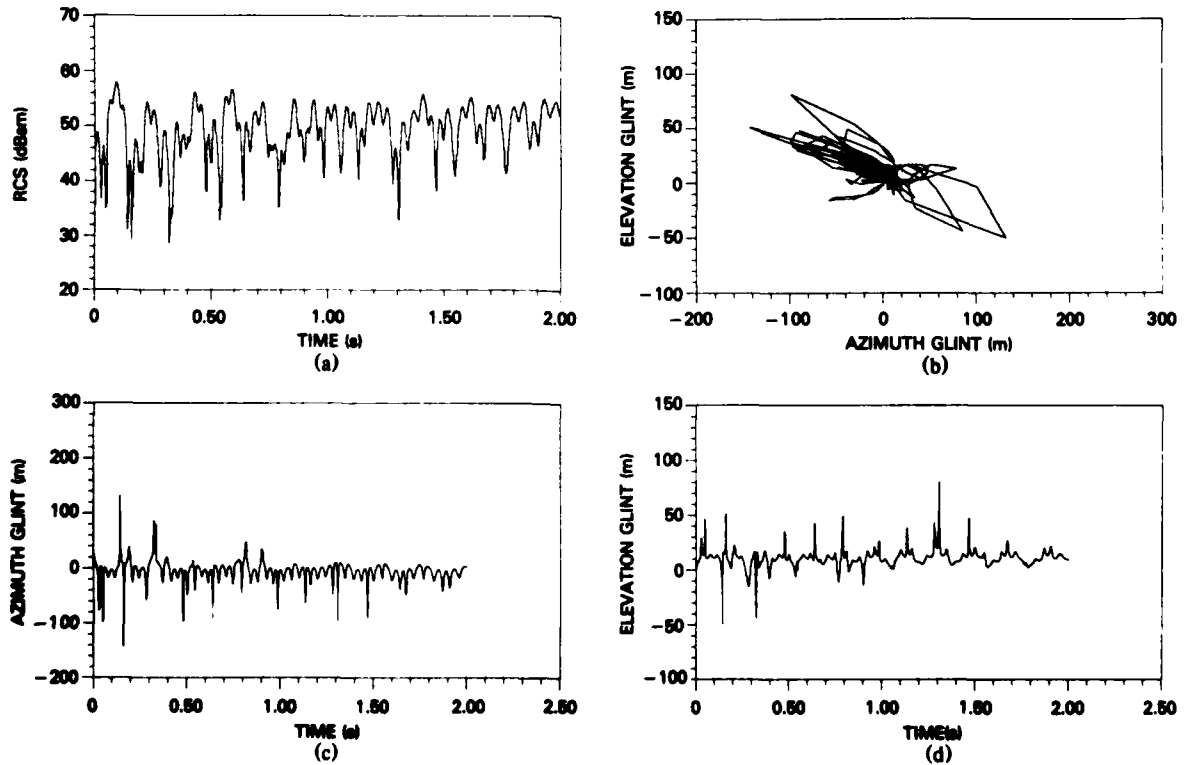 70
60
50
40
30
20
RCS (dBsm)
0 0.50 1.00 1.50 2.00
TIME (s)
(a)
150
100
50
0
−50
−100
ELEVATION GLINT (m)
−200 −100 0 100 200 300
AZIMUTH GLINT (m)
(b)
300
200
100
0
−100
−200
AZIMUTH GLINT (m)
0 0.50 1.00 1.50 2.00 2.50
TIME (s)
(c)
150
100
50
0
−50
−100
ELEVATION GLINT (m)
0 0.50 1.00 1.50 2.00 2.50
TIME(s)
(d)